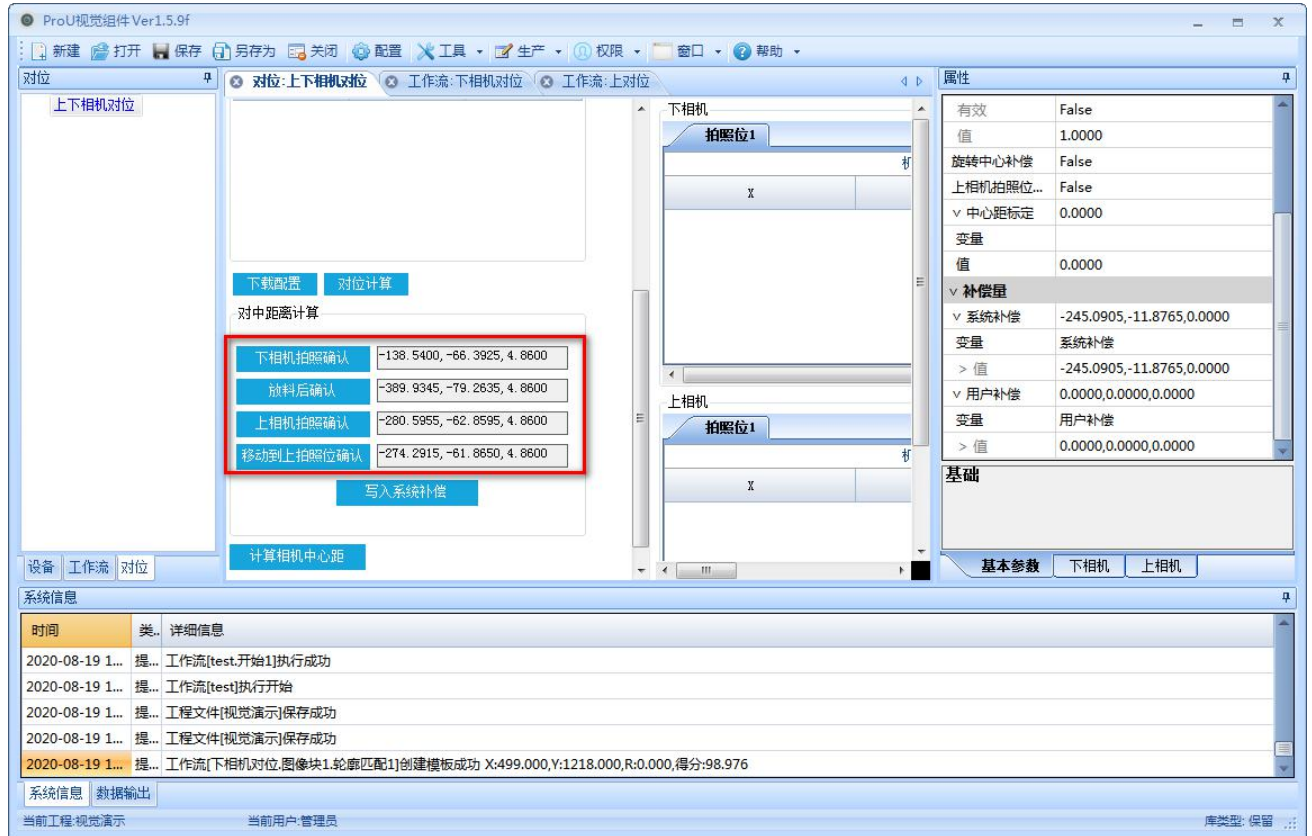 ProU视觉组件Ver1.5.9f
新建 打开 保存 另存为 关闭 配置 工具 生产 权限 窗口 帮助
对位
上下相机对位
设备 工作流 对位
对位:上下相机对位 工作流:下相机对位 工作流:上对位
下载配置 对位计算
对中距离计算
下相机拍照确认 -138.5400,-66.3925,4.8600
放料后确认 -389.9345,-79.2635,4.8600
上相机拍照确认 -280.5955,-62.8595,4.8600
移动到上拍照位确认 -274.2915,-61.8650,4.8600
写入系统补偿
计算相机中心距
下相机
拍照位1
机
X
上相机
拍照位1
机
X
属性
有效 False
值 1.0000
旋转中心补偿 False
上相机拍照位... False
中心距标定 0.0000
变量
值 0.0000
补偿量
系统补偿 -245.0905,-11.8765,0.0000
变量 系统补偿
> 值 -245.0905,-11.8765,0.0000
用户补偿 0.0000,0.0000,0.0000
变量 用户补偿
> 值 0.0000,0.0000,0.0000
基础
基本参数 下相机 上相机
系统信息
时间 类.. 详细信息
2020-08-19 1... 提... 工作流[test.开始1]执行成功
2020-08-19 1... 提... 工作流[test]执行开始
2020-08-19 1... 提... 工程文件[视觉演示]保存成功
2020-08-19 1... 提... 工程文件[视觉演示]保存成功
2020-08-19 1... 提... 工作流[下相机对位.图像块1.轮廓匹配1]创建模板成功 X:499.000,Y:1218.000,R:0.000,得分:98.976
系统信息 数据输出
当前工程:视觉演示 当前用户:管理员 库类型: 保留